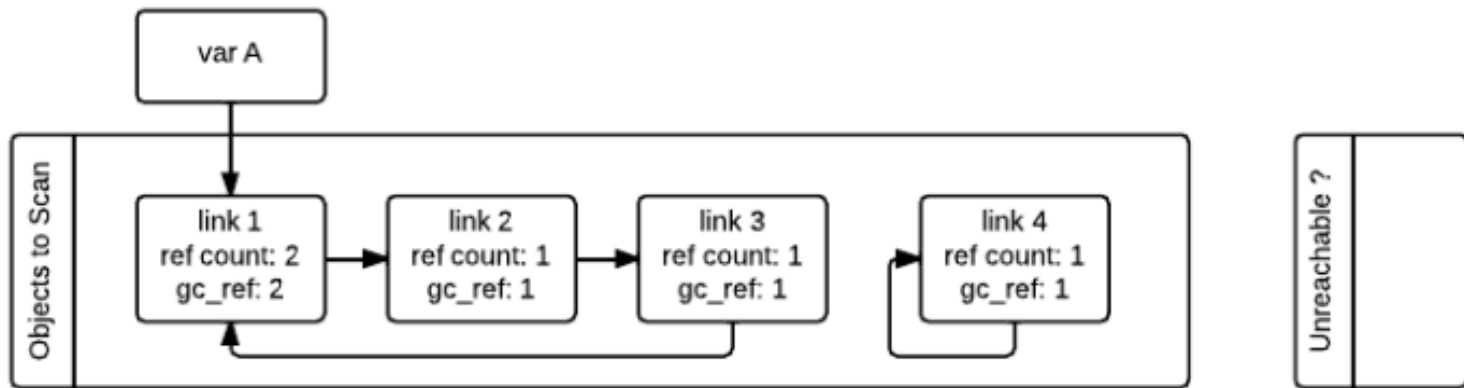 var A
Objects to Scan
link 1
ref count: 2
gc_ref: 2
link 2
ref count: 1
gc_ref: 1
link 3
ref count: 1
gc_ref: 1
link 4
ref count: 1
gc_ref: 1
Unreachable ?